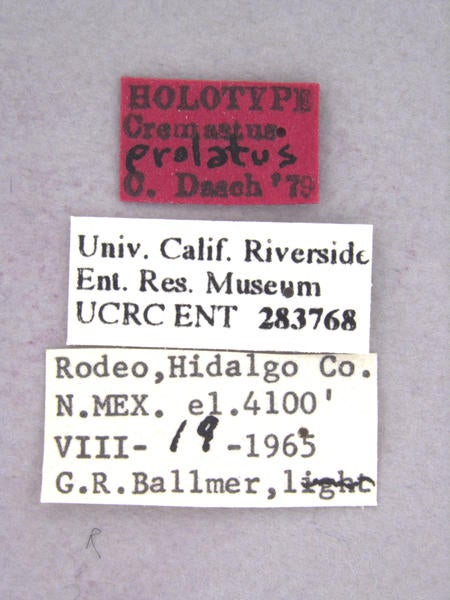 HOLOTYPE
Cremastus
prolatus
C. Dasch '79
Univ. Calif. Riverside
Ent. Res. Museum
UCRC ENT 283768
Rodeo, Hidalgo Co.
N.MEX. el.4100'
VIII- 19 -1965
G.R.Ballmer, light